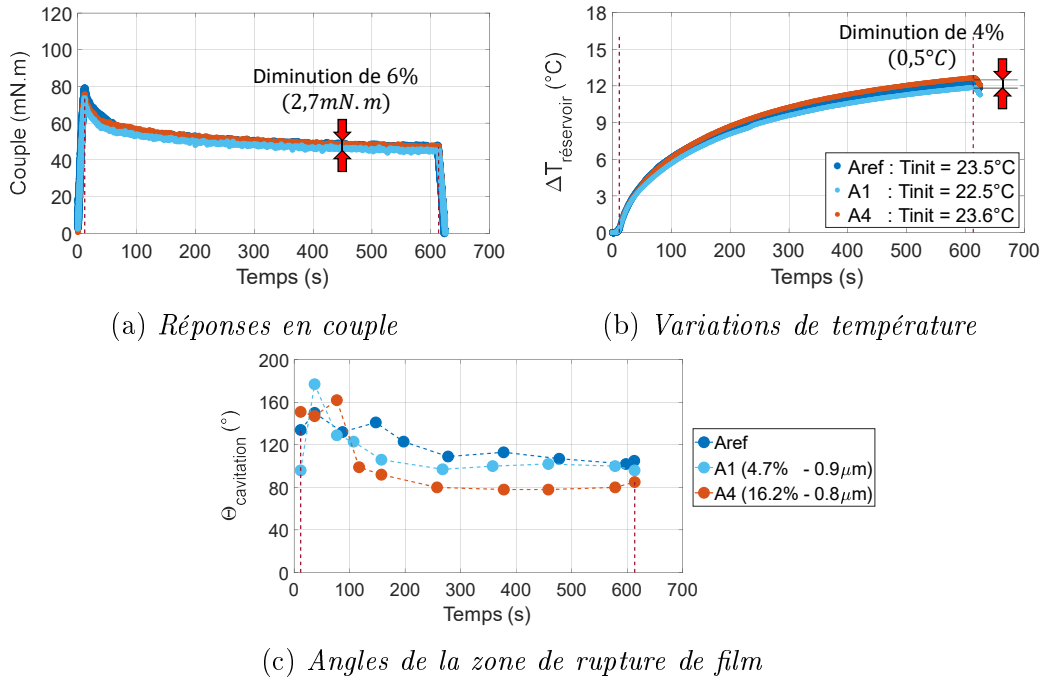 Couple (mN.m)
120
100
80
60
40
20
0
Diminution de 6%
(2,7mN.m)
0 100 200 300 400 500 600 700
Temps (s)
(a) Réponses en couple
ΔTréservoir (°C)
18
15
12
9
6
3
0
Diminution de 4%
(0,5°C)
Aref : Tinit = 23.5°C
A1 : Tinit = 22.5°C
A4 : Tinit = 23.6°C
0 100 200 300 400 500 600 700
Temps (s)
(b) Variations de température
Θcavitation (°)
200
160
120
80
40
0
0 100 200 300 400 500 600 700
Temps (s)
Aref
A1 (4.7% - 0.9μm)
A4 (16.2% - 0.8μm)
(c) Angles de la zone de rupture de film